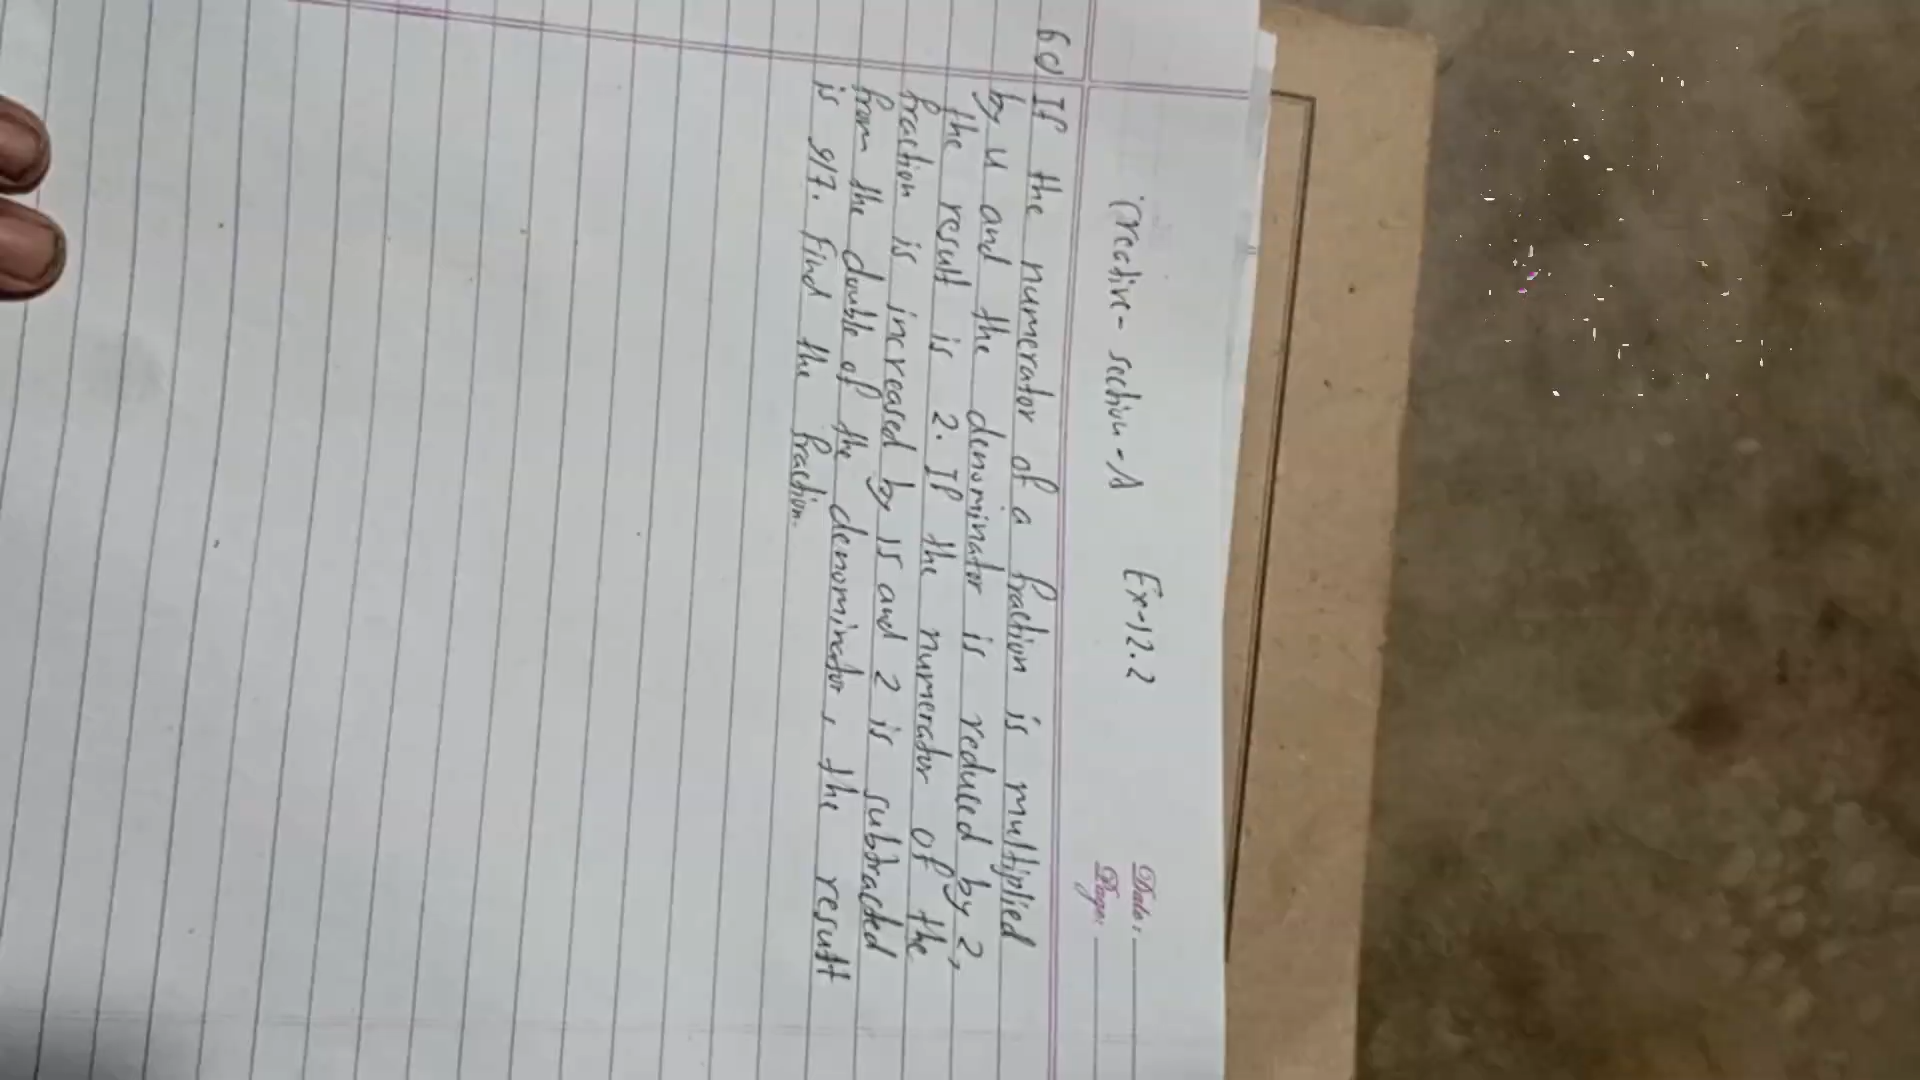 creative- section-A Ex-12.2
Date:
Page:
6(d) If the numerator of a fraction is multiplied
by 4 and the denominator is reduced by 2,
the result is 2. If the numerator of the
fraction is increased by 15 and 2 is subtracted
from the double of the denominator, the result
is 9/7. find the fraction.